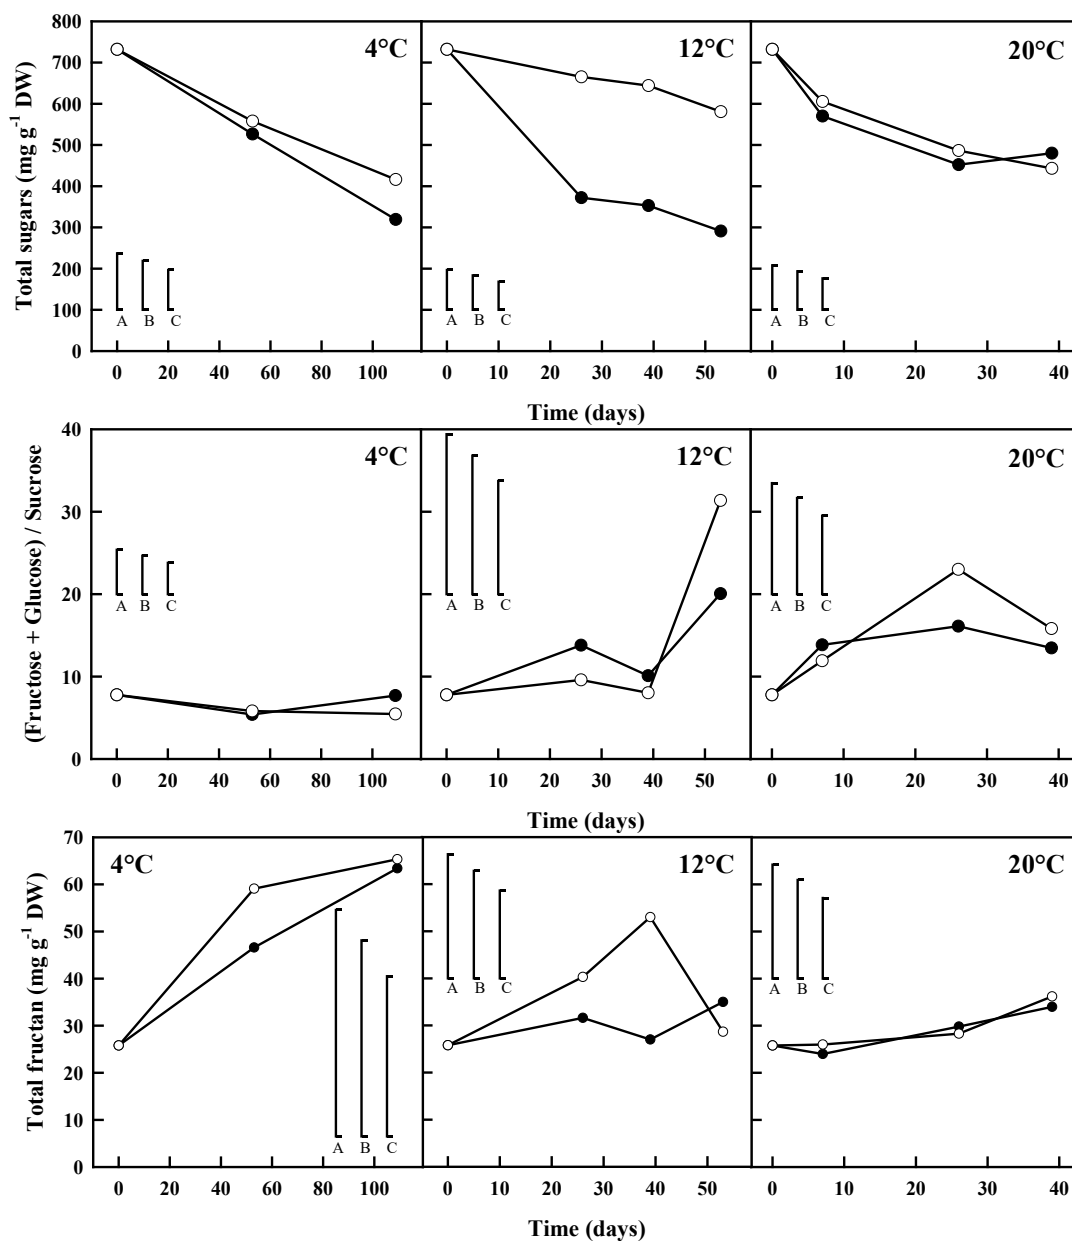 Total sugars (mg g⁻¹ DW)
800
700
600
500
400
300
200
100
0
4°C
12°C
20°C
A B C
A B C
A B C
0 20 40 60 80 100
0 10 20 30 40 50
0 10 20 30 40
Time (days)
(Fructose + Glucose) / Sucrose
40
30
20
10
0
4°C
12°C
20°C
A B C
A B C
A B C
0 20 40 60 80 100
0 10 20 30 40 50
0 10 20 30 40
Time (days)
Total fructan (mg g⁻¹ DW)
70
60
50
40
30
20
10
0
4°C
12°C
20°C
A B C
A B C
A B C
0 20 40 60 80 100
0 10 20 30 40 50
0 10 20 30 40
Time (days)